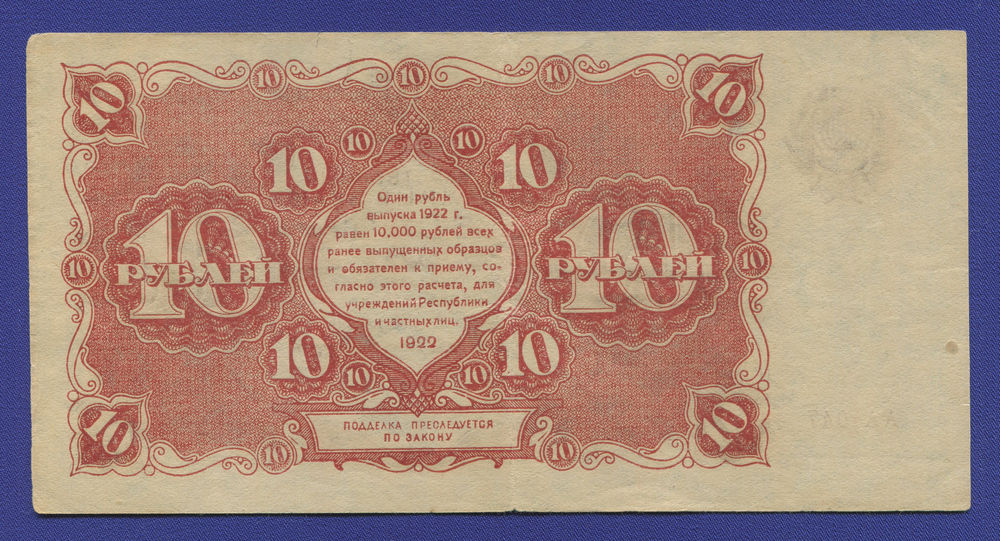 10 10 10 10 10
10 10 10 10
10 РУБЛЕЙ
Один рубль
выпуска 1922 г.
равен 10,000 рублей всех
ранее выпущенных образцов
и обязателен к приему, со-
гласно этого расчета, для
учреждений Республики
и частных лиц.
1922
10 РУБЛЕЙ
10 10
10 10 10 10
10 10
ПОДДЕЛКА ПРЕСЛЕДУЕТСЯ
ПО ЗАКОНУ
10 10